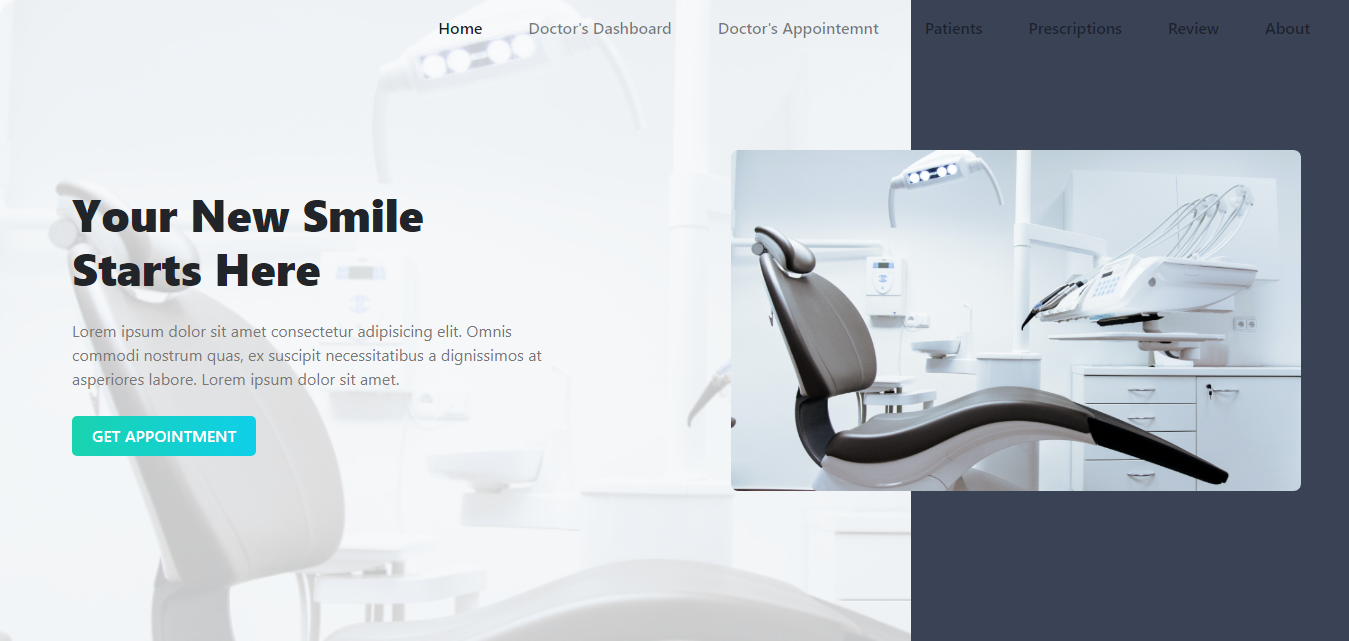 Home Doctor's Dashboard Doctor's Appointemnt Patients Prescriptions Review About
Your New Smile
Starts Here
Lorem ipsum dolor sit amet consectetur adipisicing elit. Omnis
commodi nostrum quas, ex suscipit necessitatibus a dignissimos at
asperiores labore. Lorem ipsum dolor sit amet.
GET APPOINTMENT